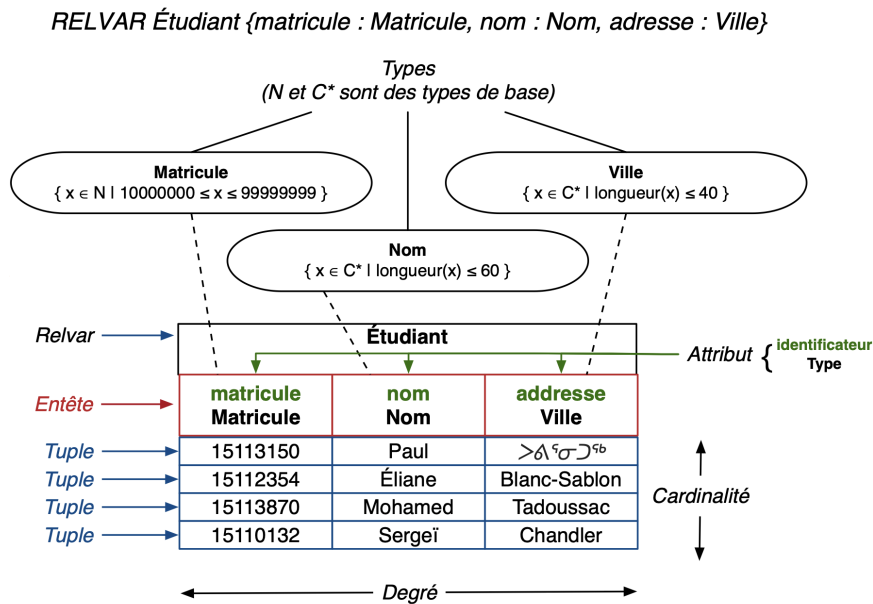 RELVAR Étudiant {matricule : Matricule, nom : Nom, adresse : Ville}
Types
(N et C* sont des types de base)
Matricule
{ x ∈ N | 10000000 ≤ x ≤ 99999999 }
Ville
{ x ∈ C* | longueur(x) ≤ 40 }
Nom
{ x ∈ C* | longueur(x) ≤ 60 }
Relvar
Étudiant
Attribut { identificateur
Type
Entête
matricule nom addresse
Matricule Nom Ville
Tuple 15113150 Paul ᐳᕕᕐᓂᑐᖅ
Tuple 15112354 Éliane Blanc-Sablon
Tuple 15113870 Mohamed Tadoussac
Tuple 15110132 Sergeï Chandler
Cardinalité
Degré